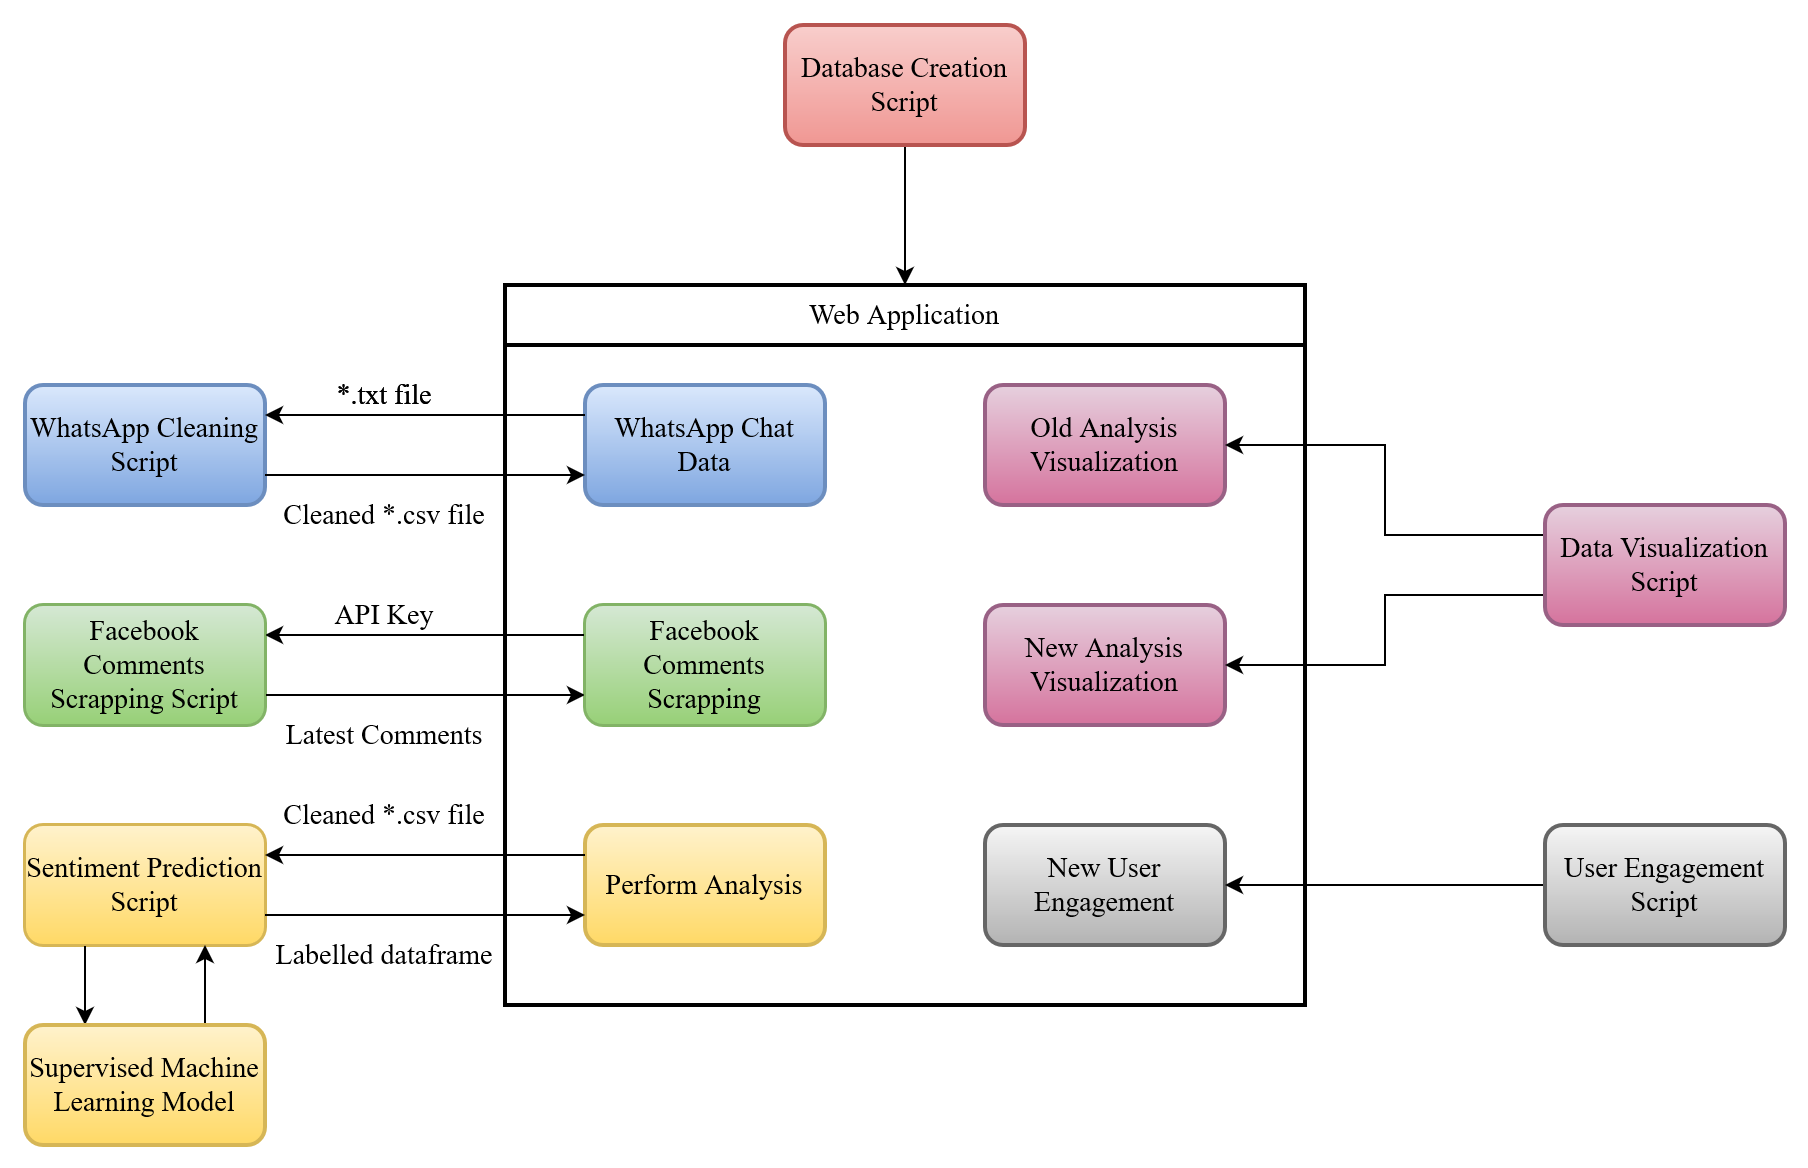 Database Creation
Script
Web Application
*.txt file
WhatsApp Cleaning
Script
WhatsApp Chat
Data
Cleaned *.csv file
Old Analysis
Visualization
Data Visualization
Script
API Key
Facebook
Comments
Scrapping Script
Facebook
Comments
Scrapping
Latest Comments
New Analysis
Visualization
Cleaned *.csv file
Sentiment Prediction
Script
Perform Analysis
Labelled dataframe
New User
Engagement
User Engagement
Script
Supervised Machine
Learning Model